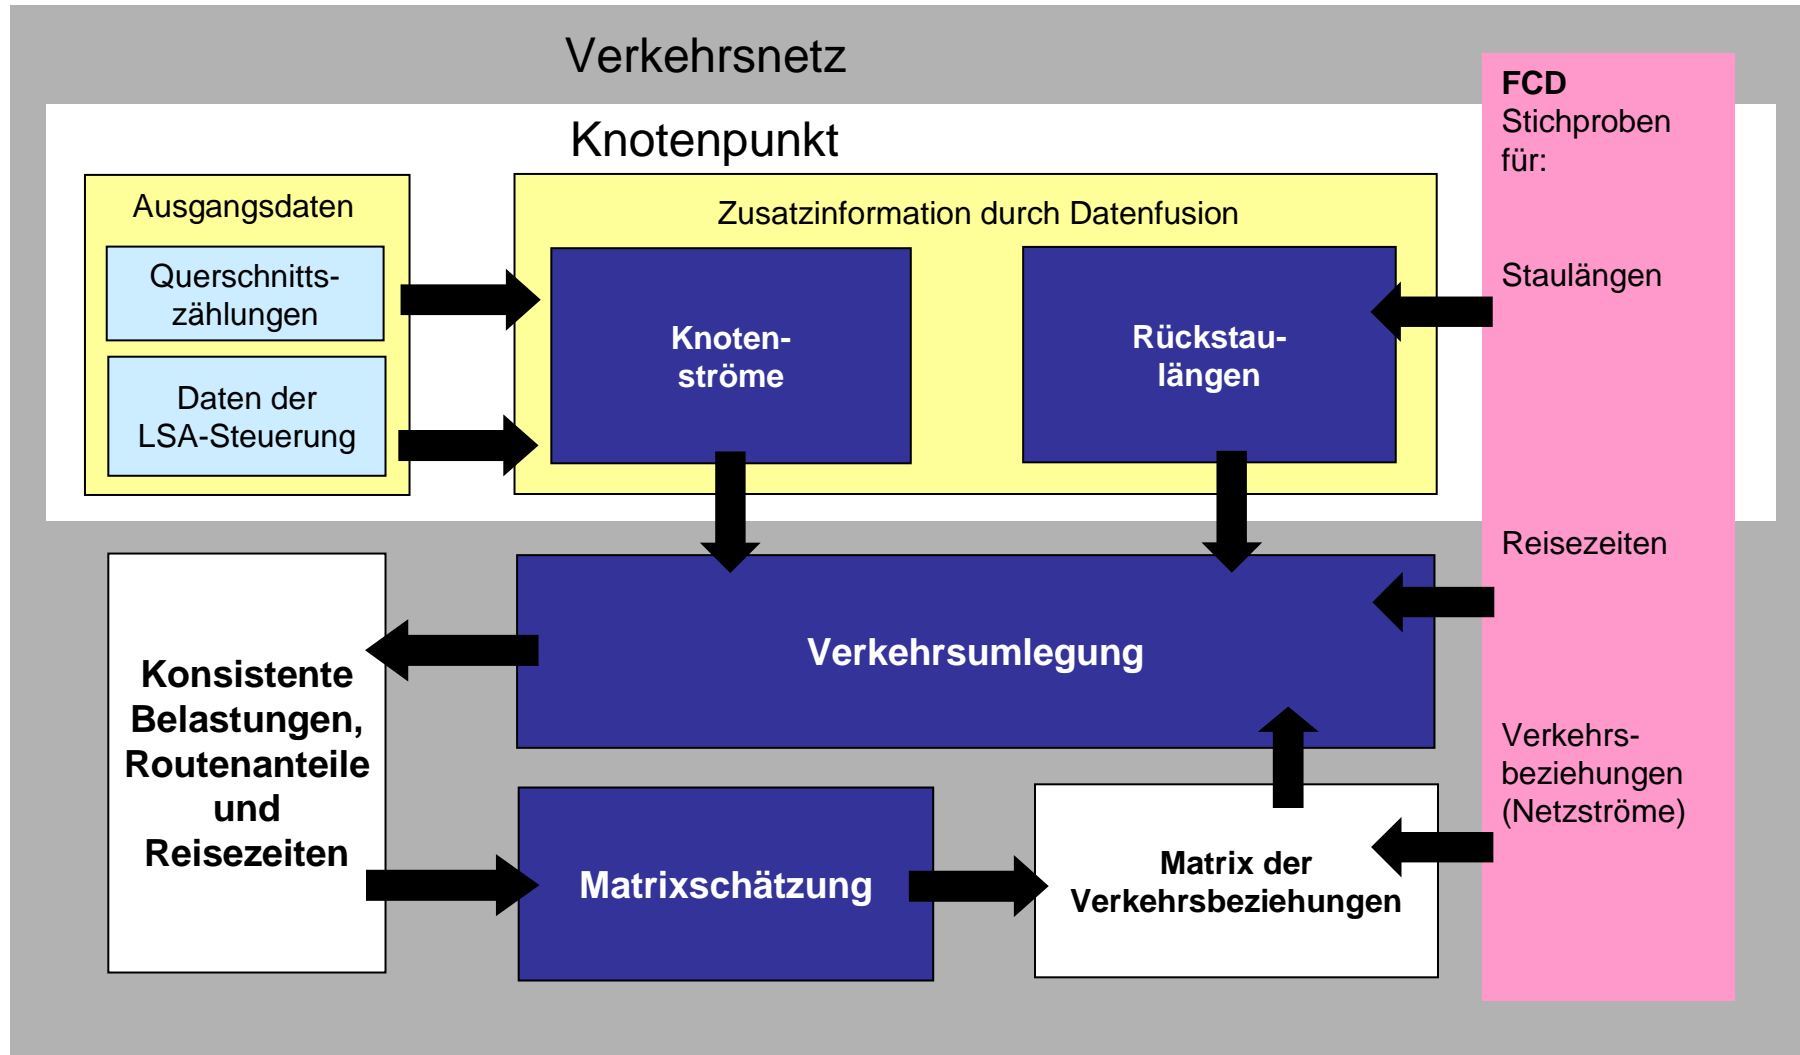 Verkehrsnetz
Knotenpunkt
Ausgangsdaten
Querschnitts-
zählungen
Daten der
LSA-Steuerung
Zusatzinformation durch Datenfusion
Knoten-
ströme
Rückstau-
längen
FCD
Stichproben
für:
Staulängen
Reisezeiten
Verkehrs-
beziehungen
(Netzströme)
Verkehrsumlegung
Konsistente
Belastungen,
Routenanteile
und
Reisezeiten
Matrixschätzung
Matrix der
Verkehrsbeziehungen